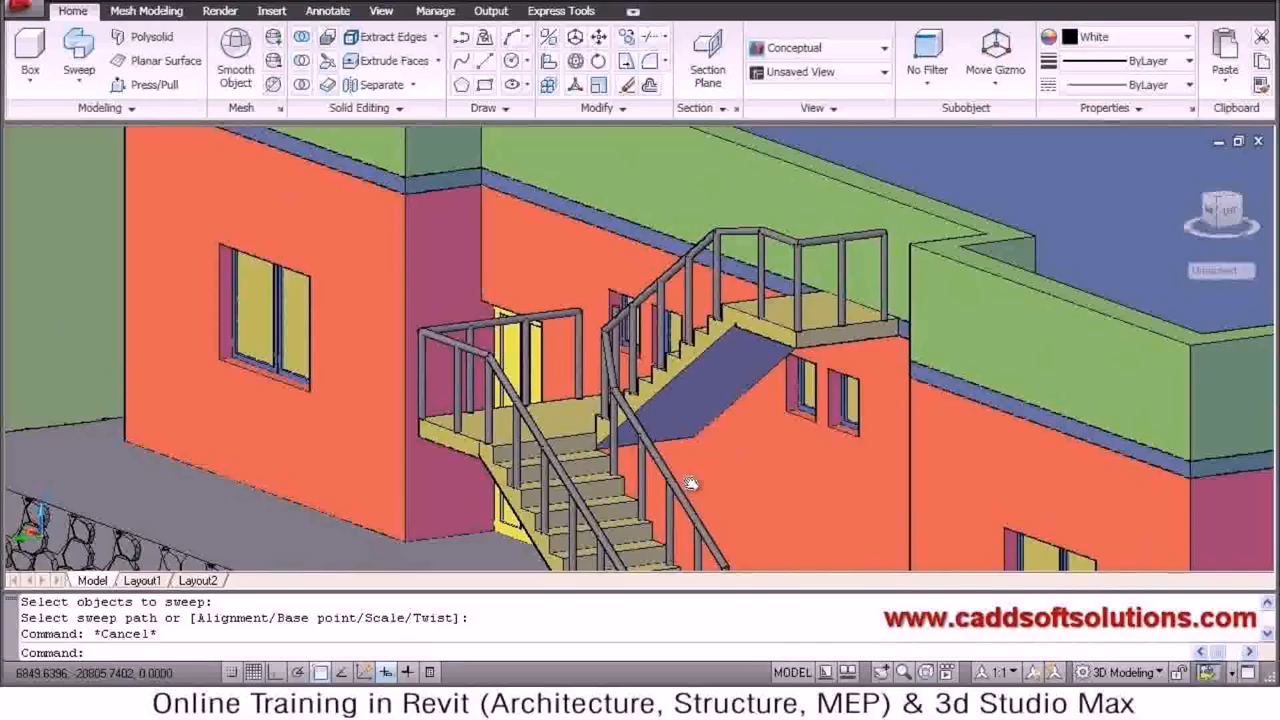 Home Mesh Modeling Render Insert Annotate View Manage Output Express Tools
Polysolid Extract Edges Conceptual White
Planar Surface Extrude Faces Unsaved View ByLayer
Box Sweep Press/Pull Smooth Object Separate Section Plane No Filter Move Gizmo ByLayer Paste
Modeling Mesh Solid Editing Draw Modify Section View Subobject Properties Clipboard
Unsaved
Model Layout1 Layout2
Select objects to sweep:
Select sweep path or [Alignment/Base point/Scale/Twist]:
Command: *Cancel*
Command:
www.caddsoftsolutions.com
6849.6396, -20805.7402, 0.0000 MODEL 1:1 3D Modeling
Online Training in Revit (Architecture, Structure, MEP) & 3d Studio Max